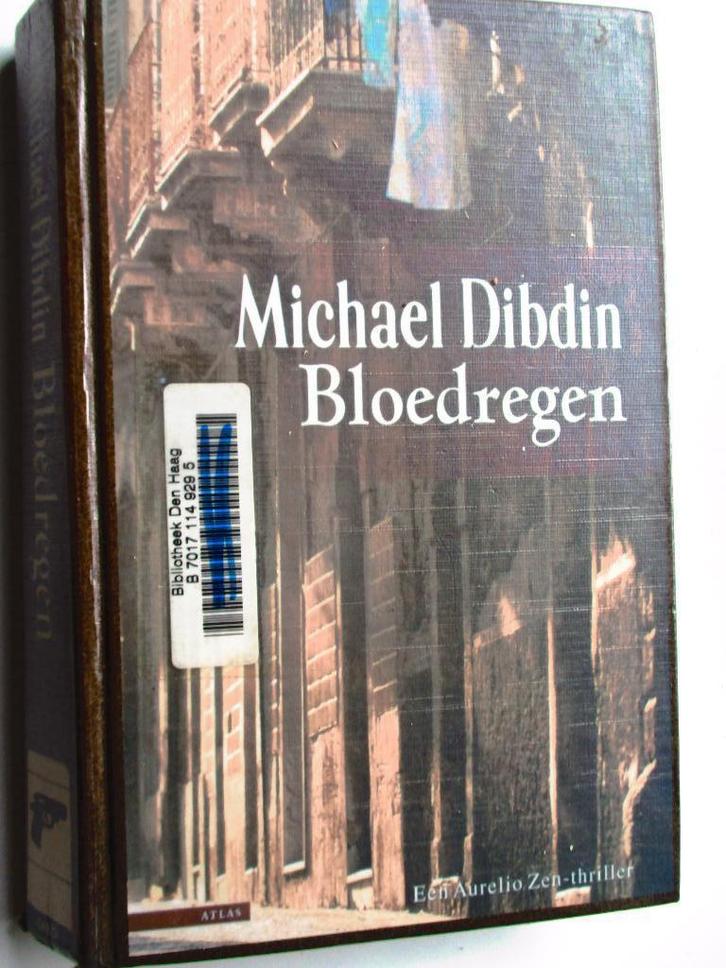 Michael Dibdin
Bloedregen
Bibliotheek Den Haag
B 7017 114 929 5
Een Aurelio Zen-thriller
ATLAS
Michael Dibdin Bloedregen